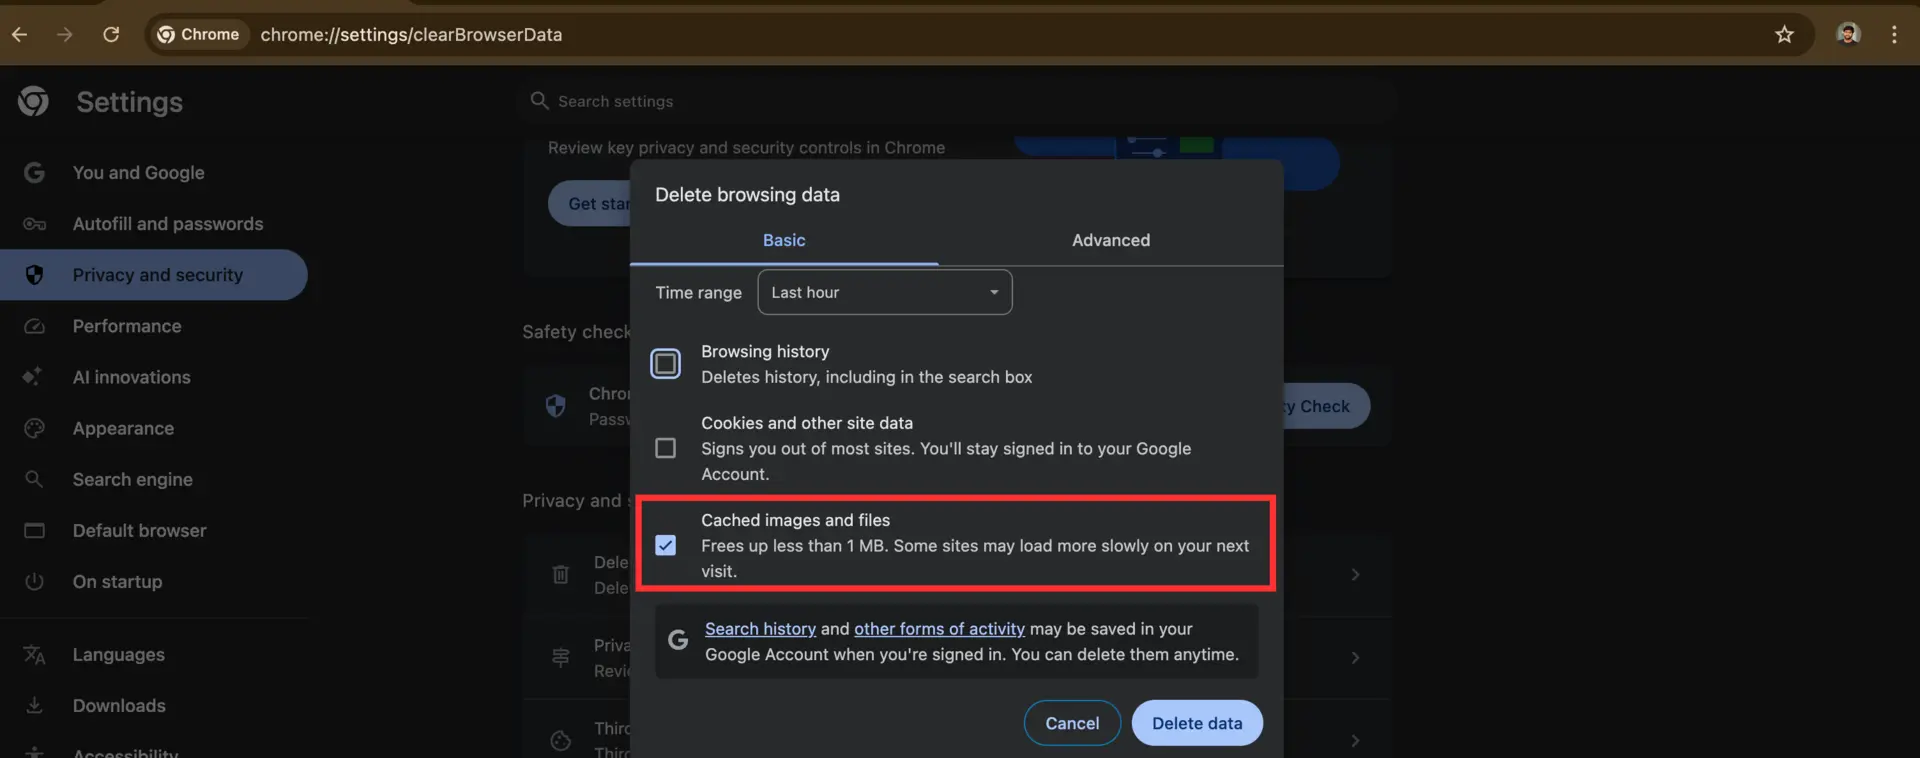 Chrome
chrome://settings/clearBrowserData
Settings
Search settings
You and Google
Autofill and passwords
Privacy and security
Performance
AI innovations
Appearance
Search engine
Default browser
On startup
Languages
Downloads
Accessibility
Review key privacy and security controls in Chrome
Get star
Safety check
Chro
Passw
ty Check
Privacy and s
Dele
Dele
Priva
Revie
Third
Third
Delete browsing data
Basic
Advanced
Time range
Last hour
Browsing history
Deletes history, including in the search box
Cookies and other site data
Signs you out of most sites. You'll stay signed in to your Google
Account.
Cached images and files
Frees up less than 1 MB. Some sites may load more slowly on your next
visit.
Search history and other forms of activity may be saved in your
Google Account when you're signed in. You can delete them anytime.
Cancel
Delete data